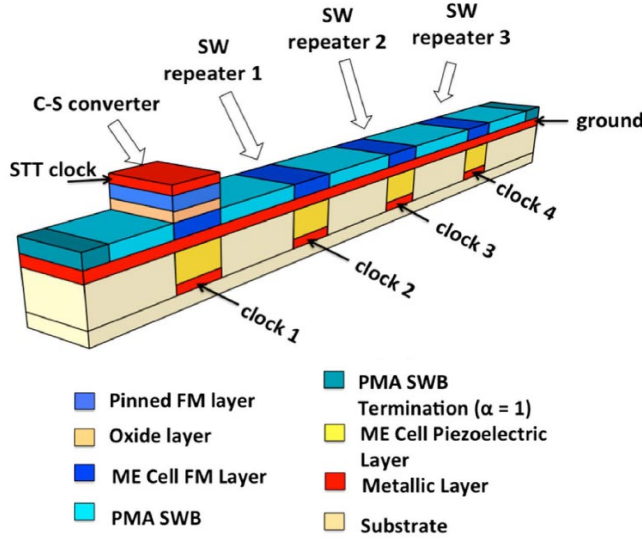 SW
repeater 1
SW
repeater 2
SW
repeater 3
C-S converter
STT clock
ground
clock 4
clock 3
clock 2
clock 1
Pinned FM layer
Oxide layer
ME Cell FM Layer
PMA SWB
PMA SWB
Termination (α = 1)
ME Cell Piezoelectric
Layer
Metallic Layer
Substrate